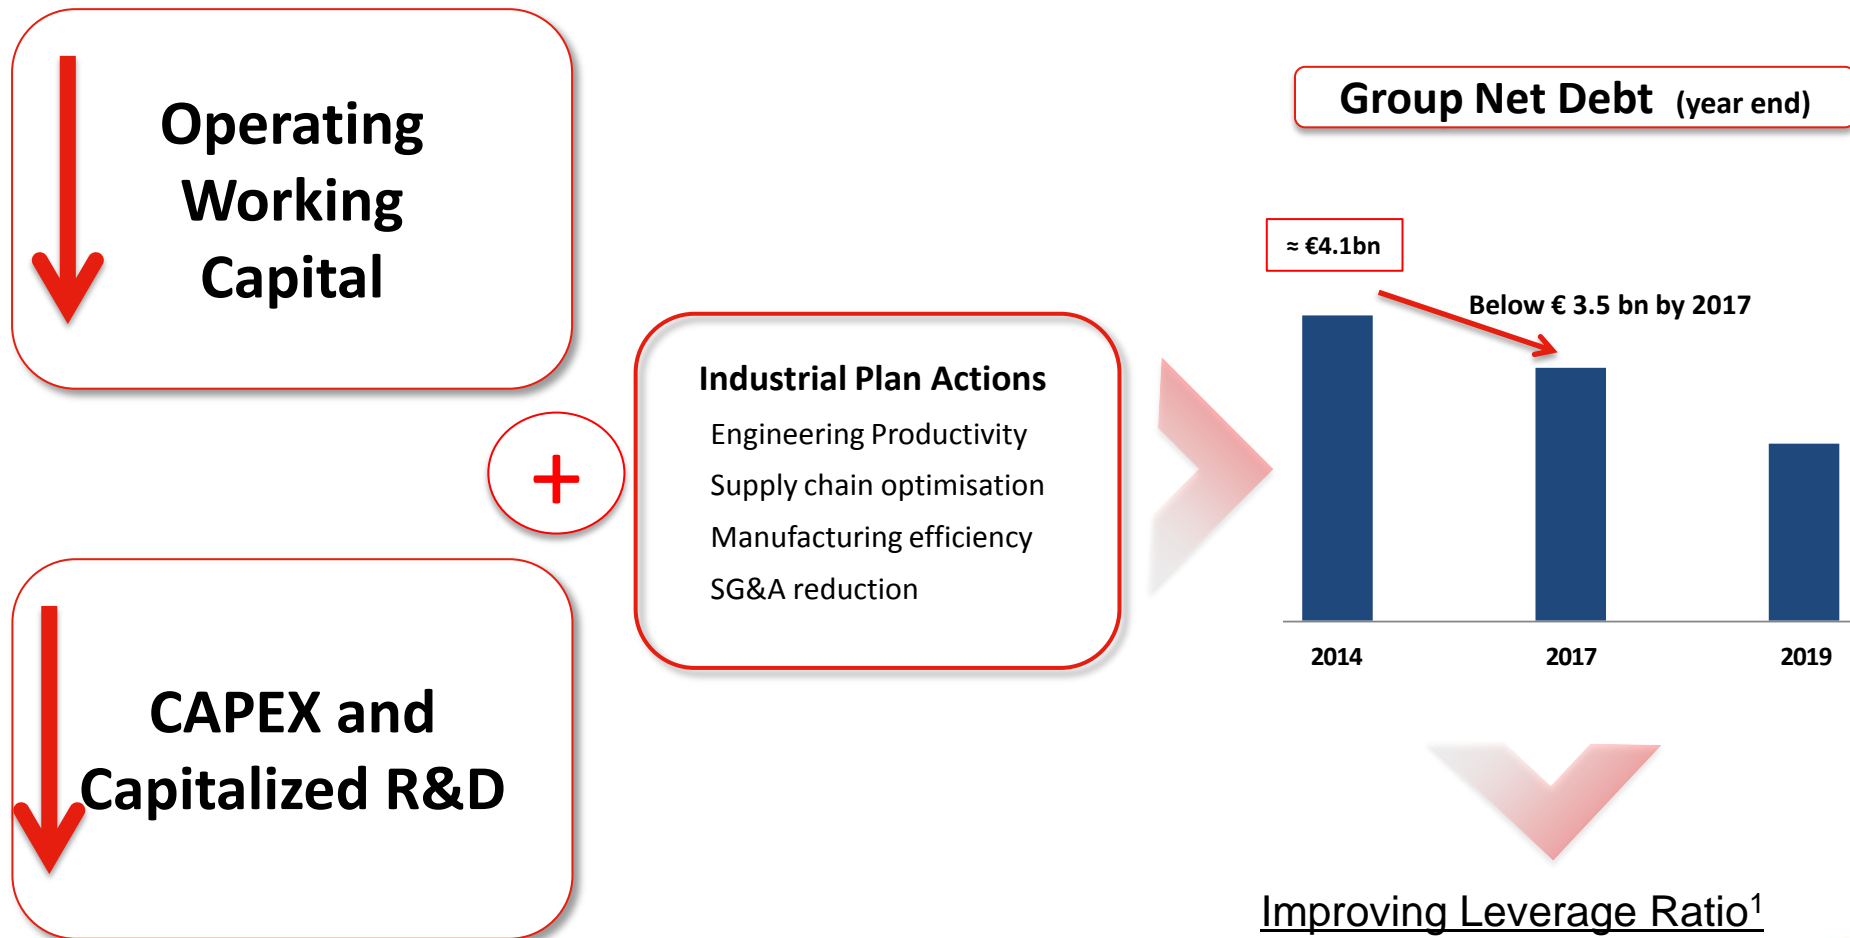 Operating
Working
Capital
+
CAPEX and
Capitalized R&D
Industrial Plan Actions
Engineering Productivity
Supply chain optimisation
Manufacturing efficiency
SG&A reduction
Group Net Debt (year end)
≈ €4.1bn
Below € 3.5 bn by 2017
2014 2017 2019
Improving Leverage Ratio¹